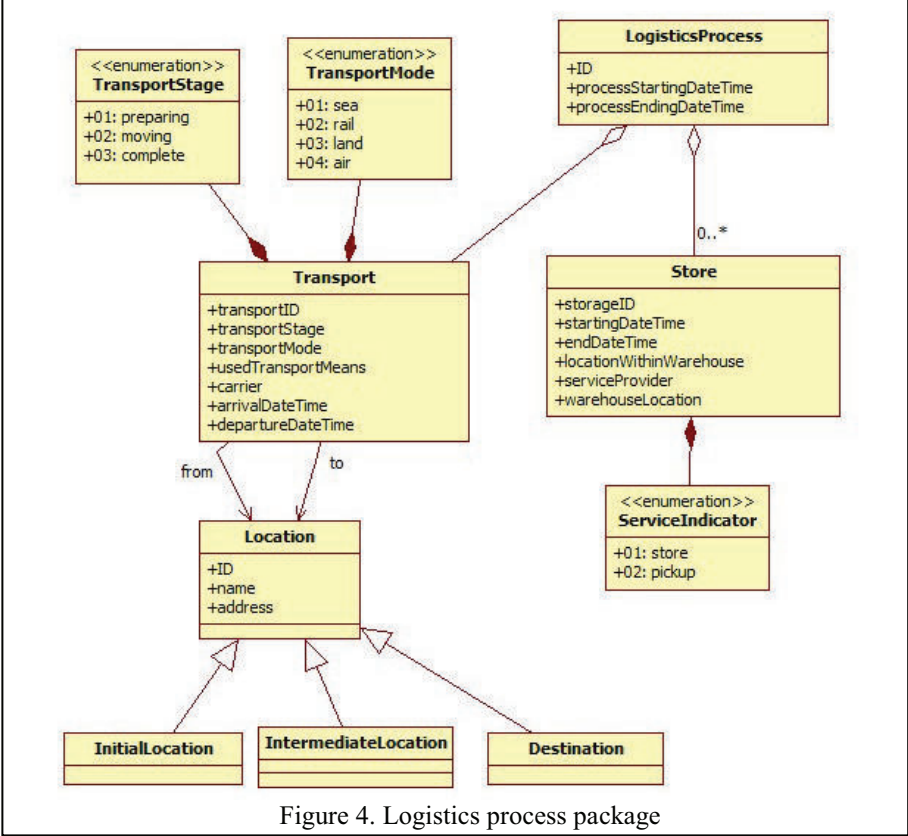 <<enumeration>>
TransportStage
+01: preparing
+02: moving
+03: complete
<<enumeration>>
TransportMode
+01: sea
+02: rail
+03: land
+04: air
LogisticsProcess
+ID
+processStartingDateTime
+processEndingDateTime
0..*
Transport
+transportID
+transportStage
+transportMode
+usedTransportMeans
+carrier
+arrivalDateTime
+departureDateTime
Store
+storageID
+startingDateTime
+endDateTime
+locationWithinWarehouse
+serviceProvider
+warehouseLocation
from
to
<<enumeration>>
ServiceIndicator
+01: store
+02: pickup
Location
+ID
+name
+address
InitialLocation
IntermediateLocation
Destination
Figure 4. Logistics process package